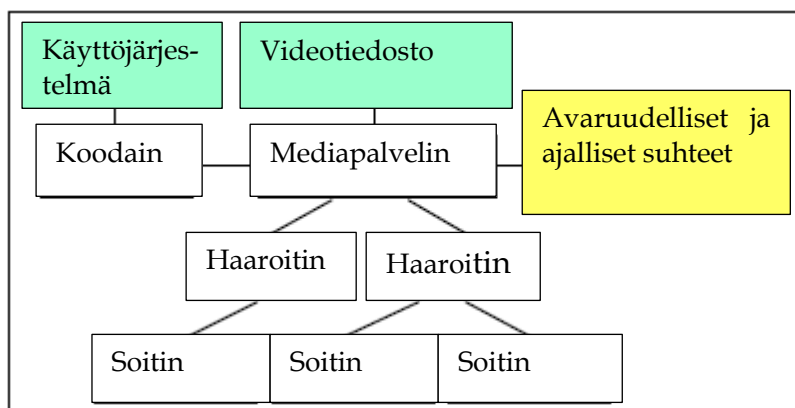 Käyttöjärjes-
telmä
Videotiedosto
Avaruudelliset ja
ajalliset suhteet
Koodain
Mediapalvelin
Haaroitin
Haaroitin
Soitin
Soitin
Soitin